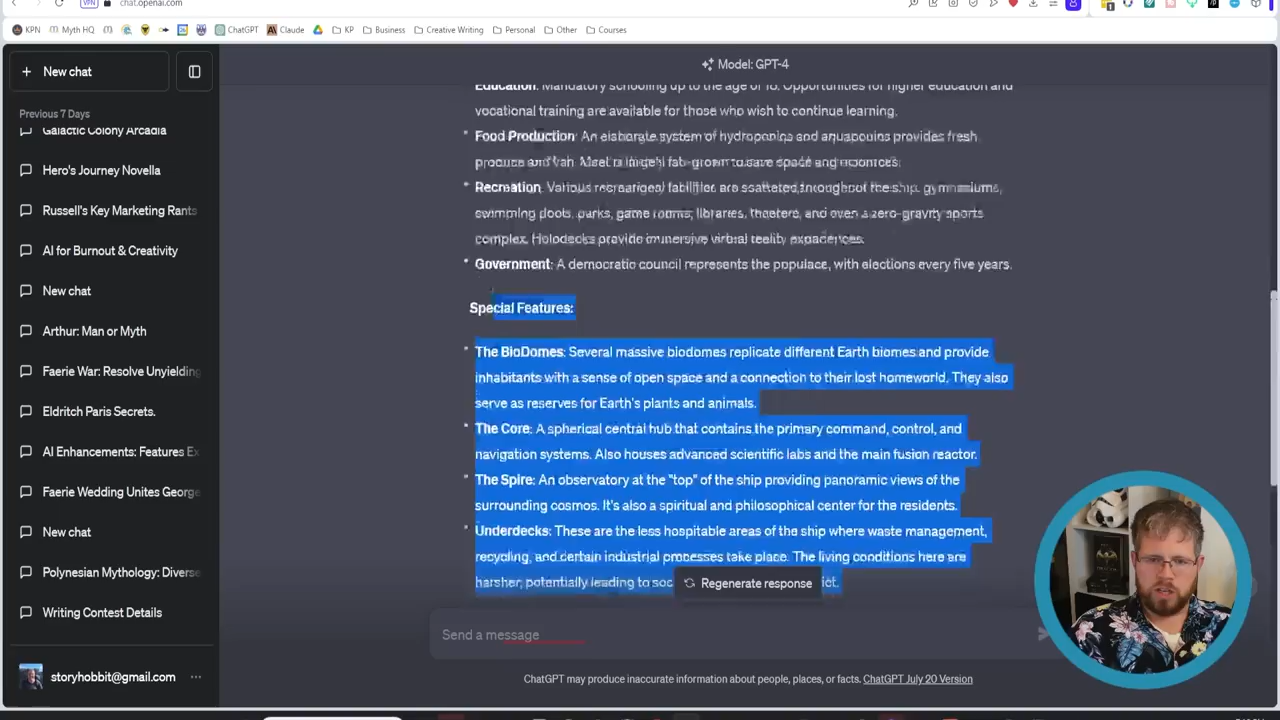 chat.openai.com
VPN
KPN
Myth HQ
ChatGPT
Claude
KP
Business
Creative Writing
Personal
Other
Courses
New chat
Previous 7 Days
Galactic Colony Arcadia
Hero's Journey Novella
Russell's Key Marketing Rants
AI for Burnout & Creativity
New chat
Arthur: Man or Myth
Faerie War: Resolve Unyielding
Eldritch Paris Secrets.
AI Enhancements: Features Ex
Faerie Wedding Unites George
New chat
Polynesian Mythology: Diverse
Writing Contest Details
storyhobbit@gmail.com
Model: GPT-4
Education: Mandatory schooling up to the age of 18. Opportunities for higher education and
vocational training are available for those who wish to continue learning.
Food Production: An elaborate system of hydroponics and aquaponics provides fresh
produce and
Recreation: Various recreational facilities are scattered throughout the ship, gymnasiums,
swimming pools, parks, game rooms, libraries, theaters, and even a zero-gravity sports
complex. Holodecks provide immersive virtual reality experiences.
Government: A democratic council represents the populace, with elections every five years.
Special Features:
The BioDomes: Several massive biodomes replicate different Earth biomes and provide
inhabitants with a sense of open space and a connection to their lost homeworld. They also
serve as reserves for Earth's plants and animals.
The Core: A spherical central hub that contains the primary command, control, and
navigation systems. Also houses advanced scientific labs and the main fusion reactor.
The Spire: An observatory at the "top" of the ship providing panoramic views of the
surrounding cosmos. It's also a spiritual and philosophical center for the residents.
Underdecks: These are the less hospitable areas of the ship where waste management,
recycling, and certain industrial processes take place. The living conditions here are
harsher, potentially leading to soc
Regenerate response
ict.
Send a message
ChatGPT may produce inaccurate information about people, places, or facts. ChatGPT July 20 Version